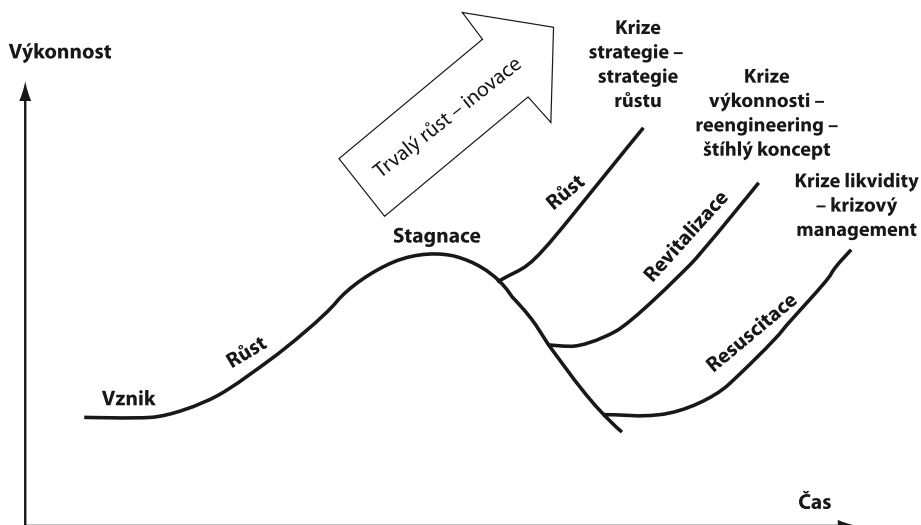 Výkonnost
Trvalý růst – inovace
Krize
strategie –
strategie
růstu
Krize
výkonnosti –
reengineering –
štíhlý koncept
Krize likvidity
– krizový
management
Stagnace
Růst
Revitalizace
Resuscitace
Růst
Vznik
Čas